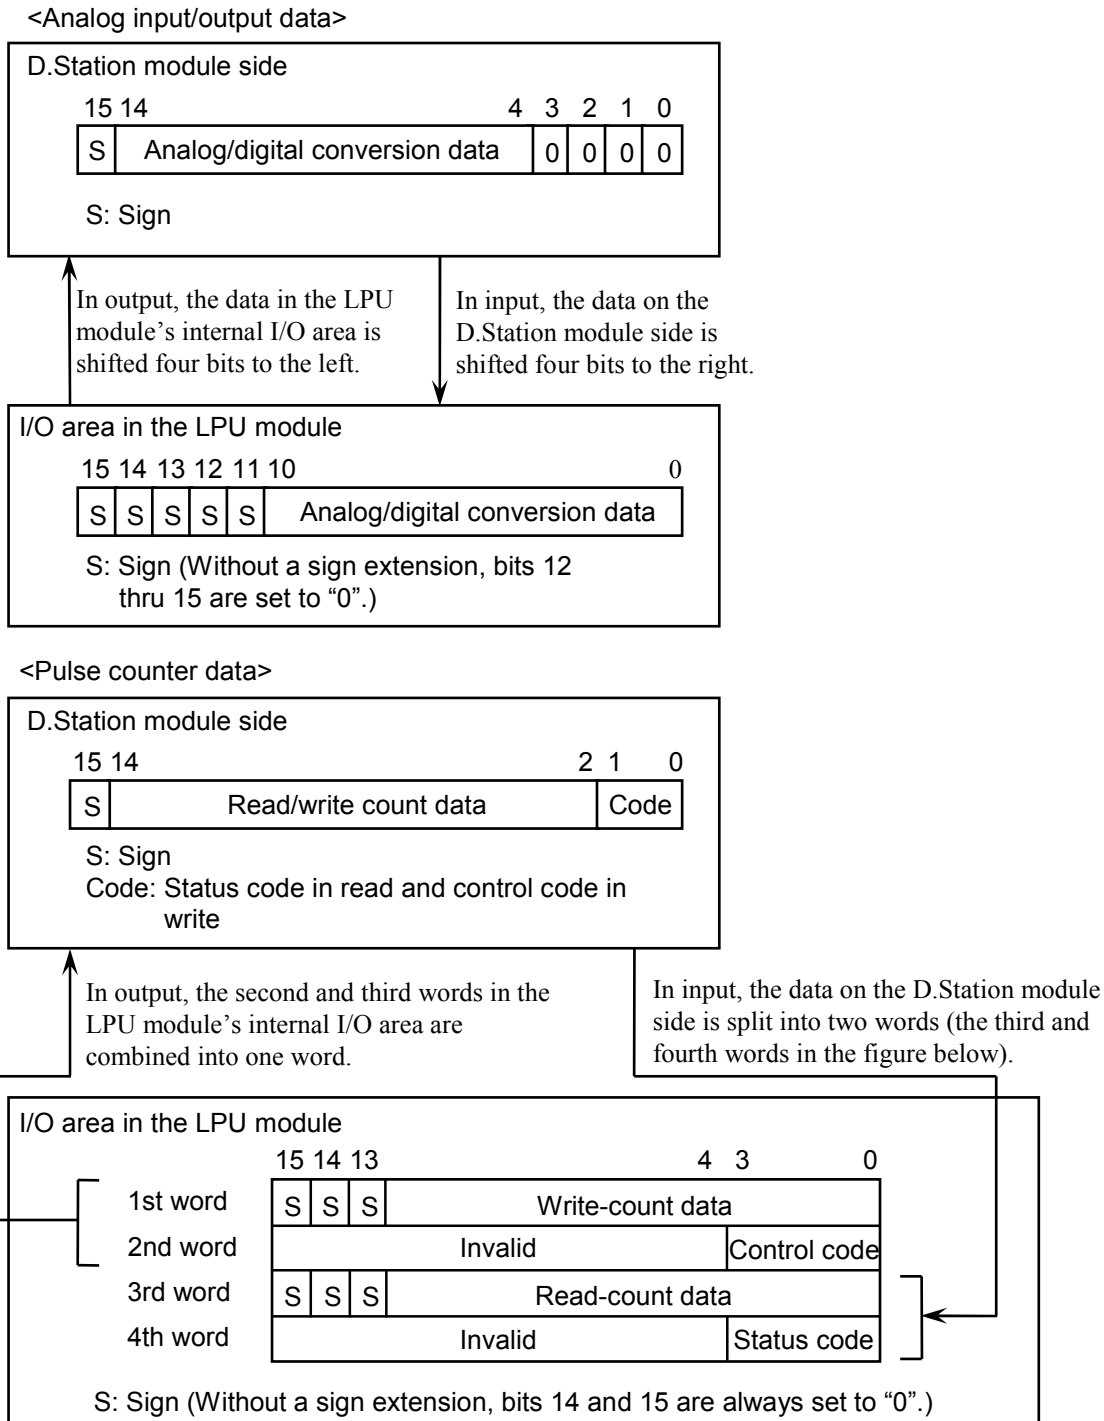 <Analog input/output data>
D.Station module side
15 14 4 3 2 1 0
S Analog/digital conversion data 0 0 0 0
S: Sign
In output, the data in the LPU
module’s internal I/O area is
shifted four bits to the left.
In input, the data on the
D.Station module side is
shifted four bits to the right.
I/O area in the LPU module
15 14 13 12 11 10 0
S S S S S Analog/digital conversion data
S: Sign (Without a sign extension, bits 12
thru 15 are set to “0”.)
<Pulse counter data>
D.Station module side
15 14 2 1 0
S Read/write count data Code
S: Sign
Code: Status code in read and control code in
write
In output, the second and third words in the
LPU module’s internal I/O area are
combined into one word.
In input, the data on the D.Station module
side is split into two words (the third and
fourth words in the figure below).
I/O area in the LPU module
15 14 13 4 3 0
1st word S S S Write-count data
2nd word Invalid Control code
3rd word S S S Read-count data
4th word Invalid Status code
S: Sign (Without a sign extension, bits 14 and 15 are always set to “0”.)